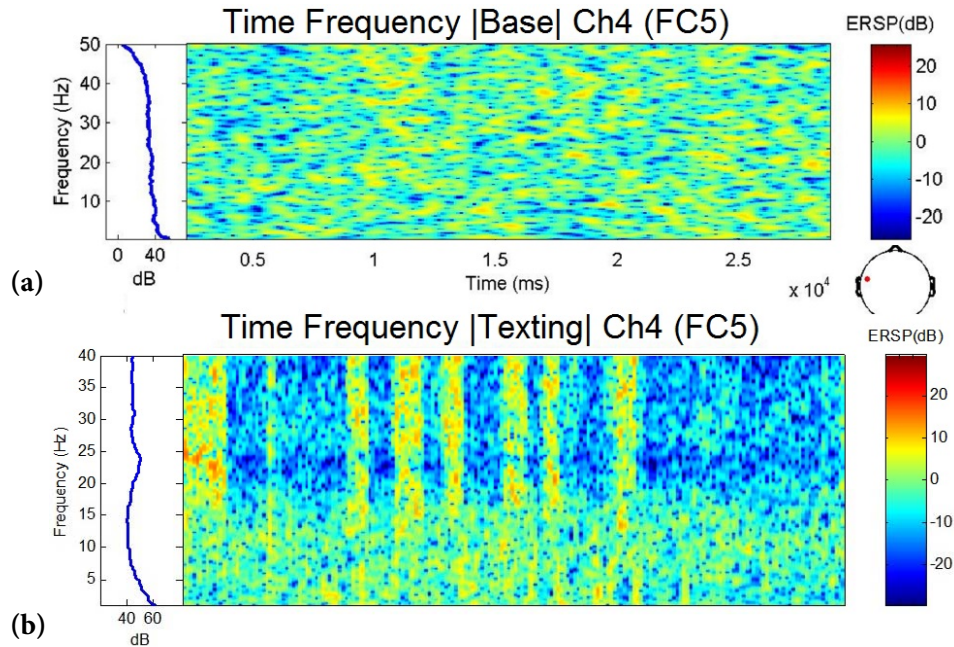 Time Frequency |Base| Ch4 (FC5)
ERSP(dB)
50
40
30
20
10
Frequency (Hz)
0 40
dB
0.5 1 1.5 2 2.5
Time (ms)
x 10⁴
20
10
0
-10
-20
(a)
Time Frequency |Texting| Ch4 (FC5)
ERSP(dB)
40
35
30
25
20
15
10
5
Frequency (Hz)
40 60
dB
20
10
0
-10
-20
(b)